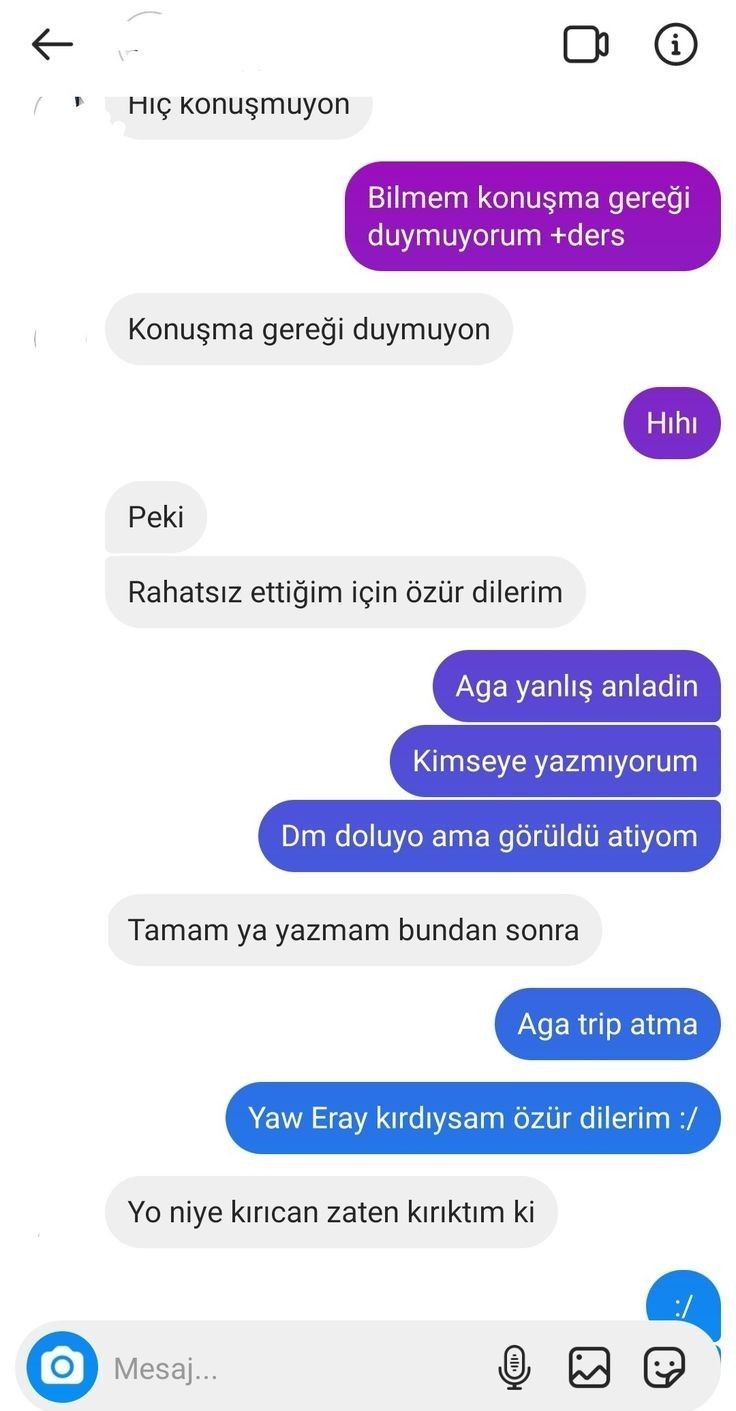 Hiç konuşmuyon
Bilmem konuşma gereği
duymuyorum +ders
Konuşma gereği duymuyon
Hıhı
Peki
Rahatsız ettiğim için özür dilerim
Aga yanlış anladin
Kimseye yazmıyorum
Dm doluyo ama görüldü atiyom
Tamam ya yazmam bundan sonra
Aga trip atma
Yaw Eray kırdıysam özür dilerim :/
Yo niye kırıcan zaten kırıktım ki
:/
Mesaj...